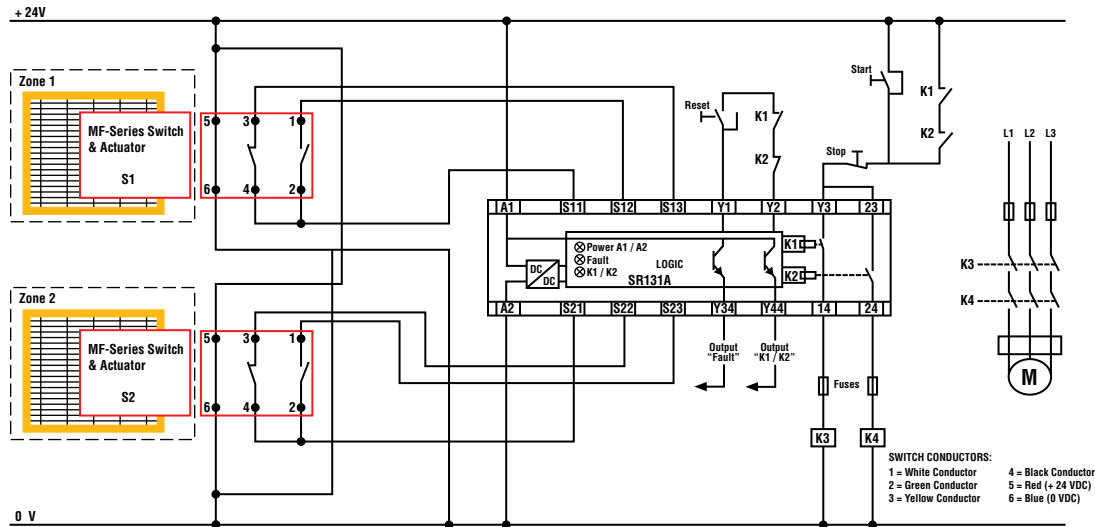 + 24V
Zone 1
MF-Series Switch
& Actuator
S1
5
3
1
6
4
2
Reset
K1
K2
Start
Stop
K1
K2
L1 L2 L3
A1 S11 S12 S13 Y1 Y2 Y3 23
Power A1 / A2
Fault
K1 / K2
LOGIC
SR131A
DC
DC
K1
K2
A2 S21 S22 S23 Y34 Y44 14 24
K3
K4
M
Zone 2
MF-Series Switch
& Actuator
S2
5
3
1
6
4
2
Output
“Fault”
Output
“K1 / K2”
Fuses
K3
K4
SWITCH CONDUCTORS:
1 = White Conductor
2 = Green Conductor
3 = Yellow Conductor
4 = Black Conductor
5 = Red (+ 24 VDC)
6 = Blue (0 VDC)
0 V